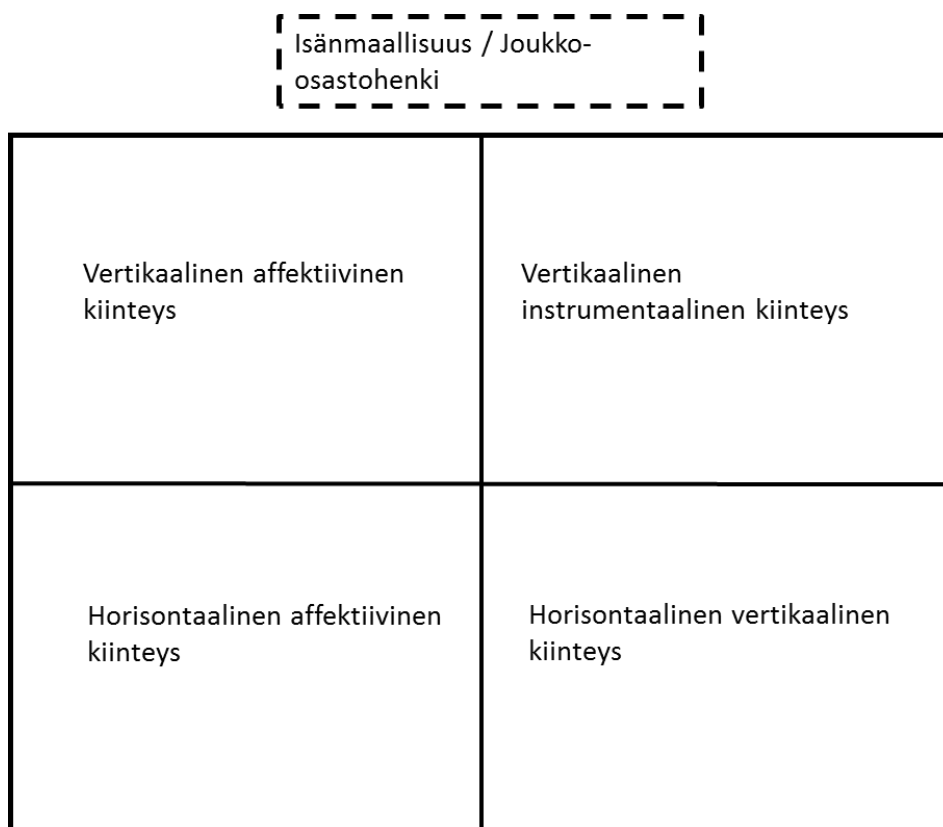 Isänmaallisuus / Joukko-
osastohenki
Vertikaalinen affektiivinen
kiinteys
Vertikaalinen
instrumentaalinen kiinteys
Horisontaalinen affektiivinen
kiinteys
Horisontaalinen vertikaalinen
kiinteys